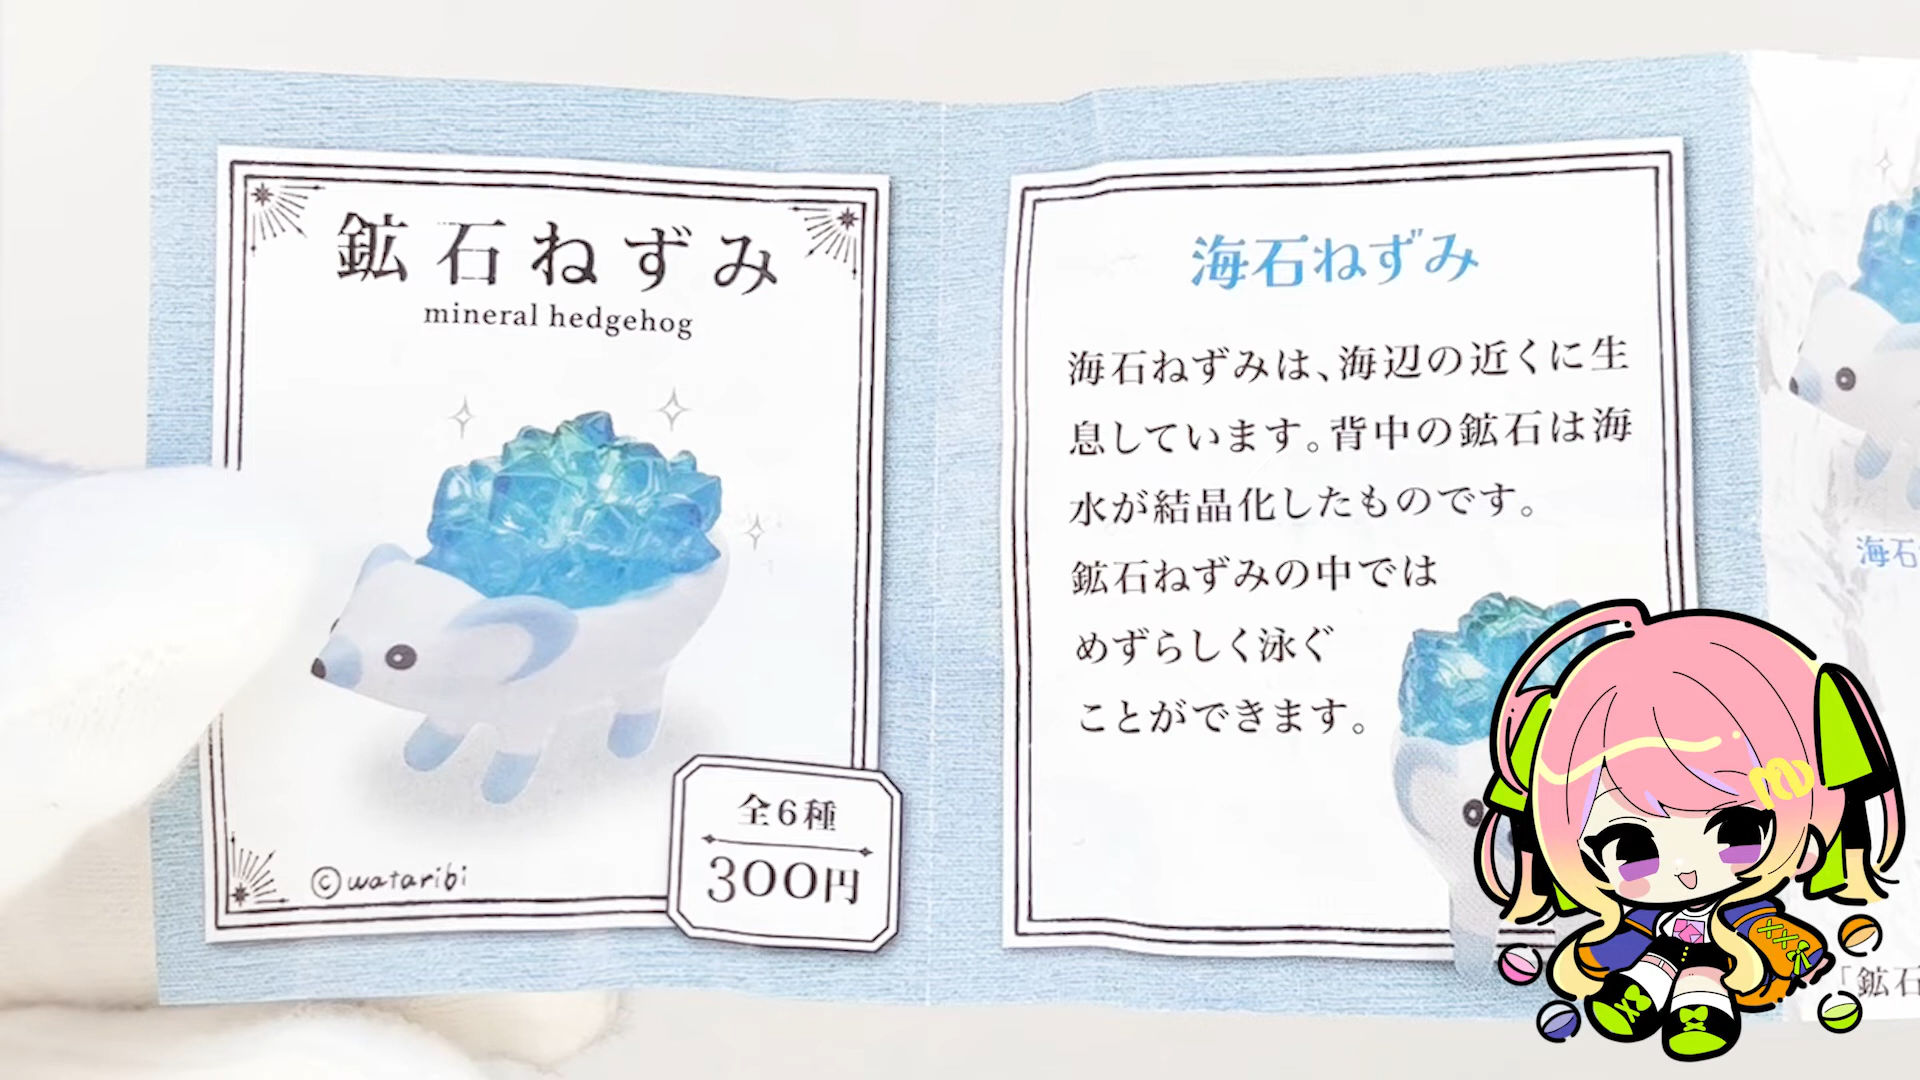 鉱石ねずみ
mineral hedgehog
全6種
300円
©wataribi
海石ねずみ
海石ねずみは、海辺の近くに生
息しています。背中の鉱石は海
水が結晶化したものです。
鉱石ねずみの中では
めずらしく泳ぐ
ことができます。
海石
「鉱石